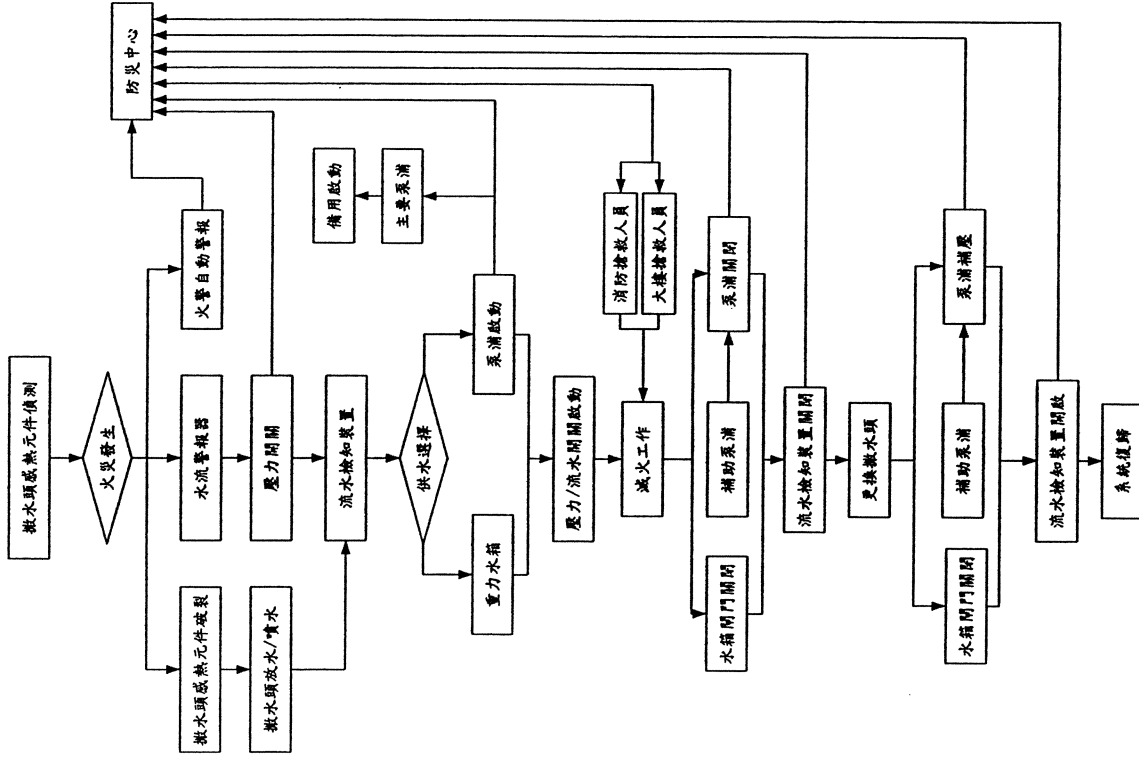 撒水頭感熱元件偵測
火災發生
防災中心
撒水頭感熱元件破裂
水流警報器
火警自動警報
撒水頭放水/噴水
壓力開關
流水檢知裝置
備用啟動
主要泵浦
供水選擇
重力水箱
泵浦啟動
壓力/流水開關啟動
滅火工作
消防搶救人員
大樓搶救人員
水箱閘門關閉
補助泵浦
泵浦關閉
流水檢知裝置關閉
更換撒水頭
水箱閘門關閉
補助泵浦
泵浦補壓
流水檢知裝置開啟
系統復歸